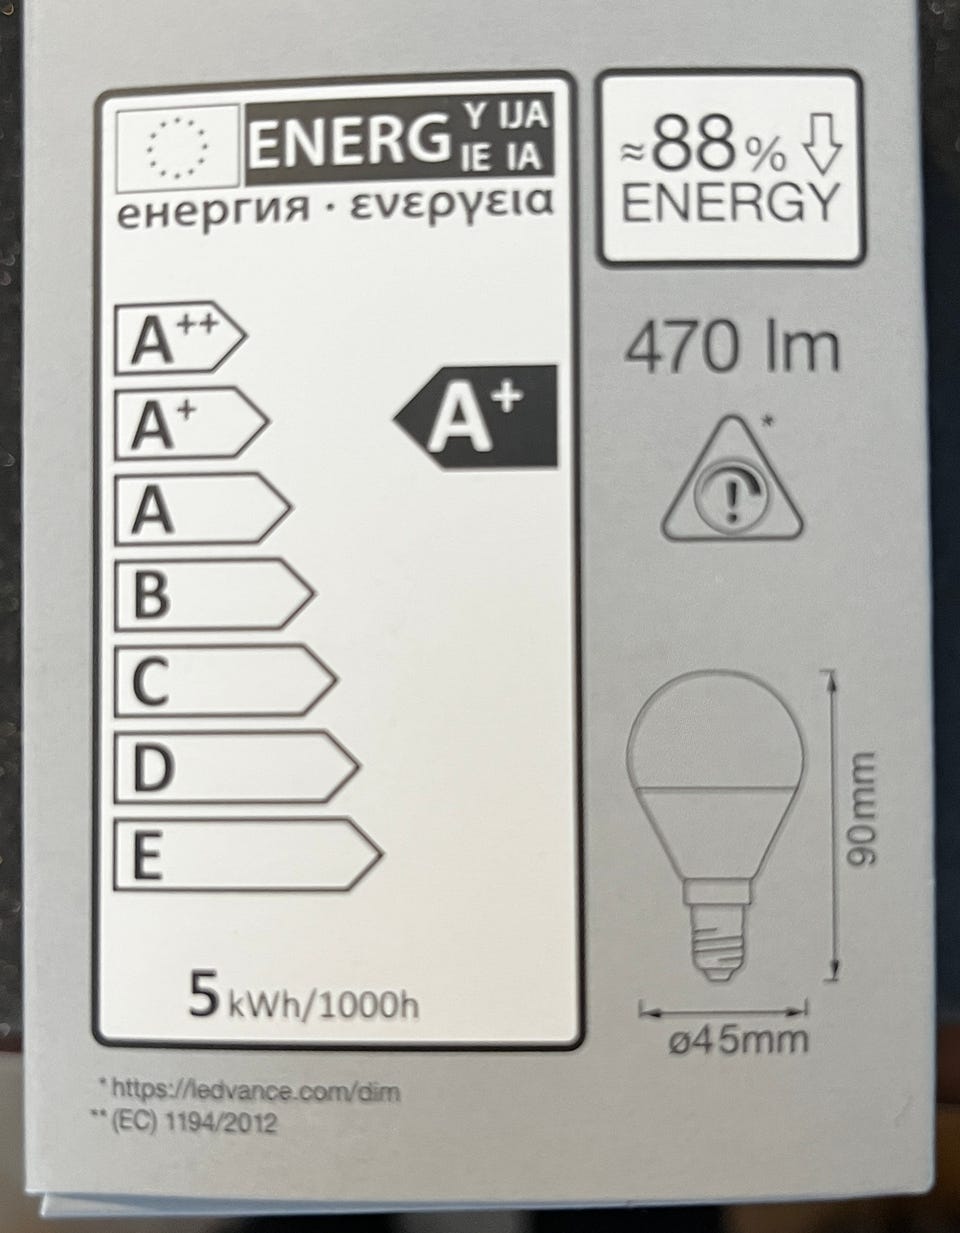 ENERG Y IJA
IE IA
енергия · ενεργεια
A++
A+
A
B
C
D
E
A+
5 kWh/1000h
≈88%
ENERGY
470 lm
*
!
90mm
ø45mm
* https://ledvance.com/dim
** (EC) 1194/2012